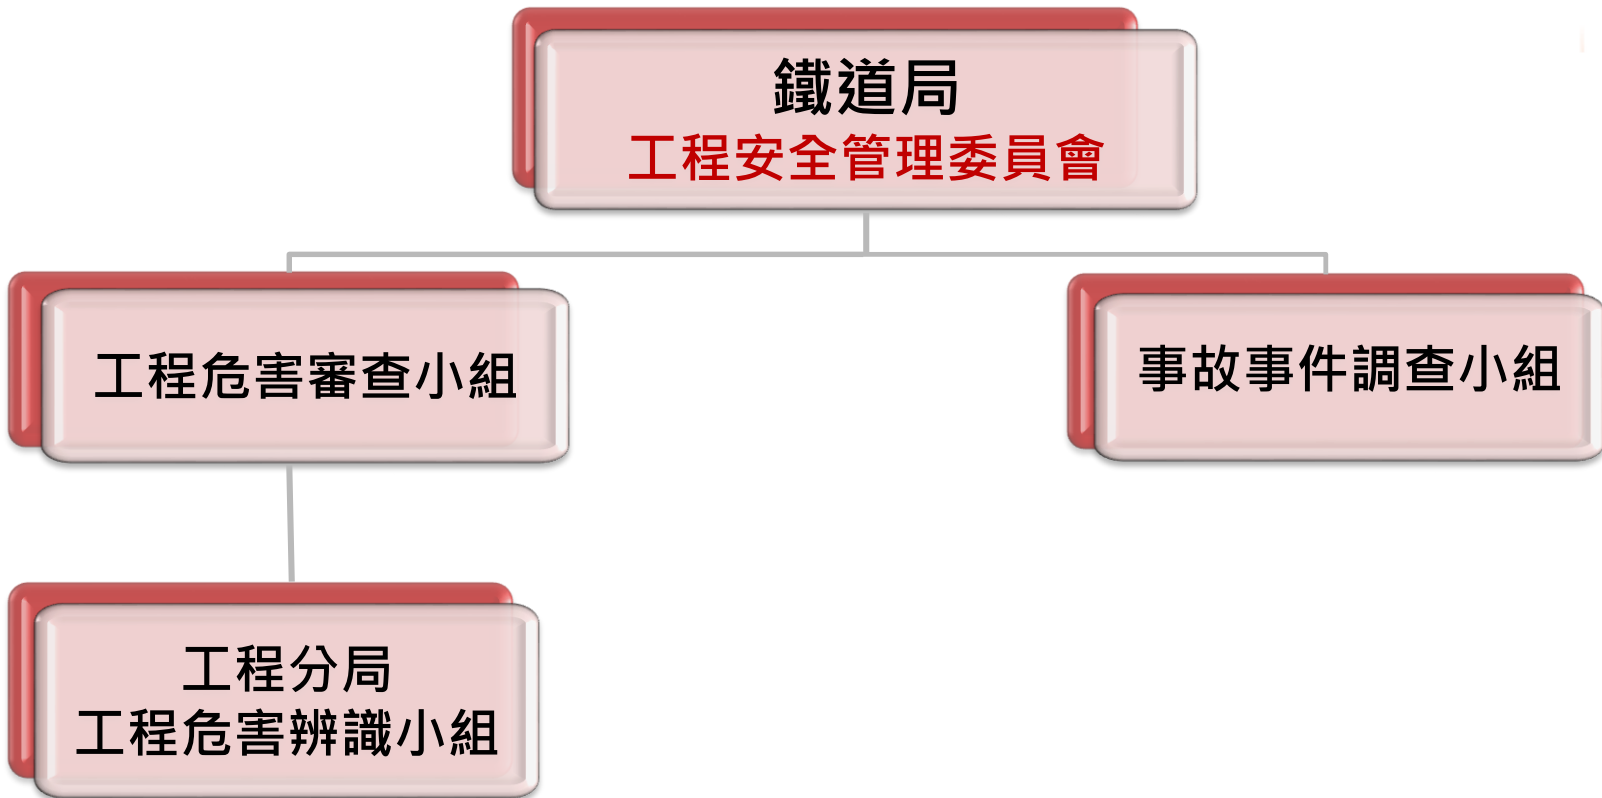 鐵道局
工程安全管理委員會
工程危害審查小組
事故事件調查小組
工程分局
工程危害辨識小組